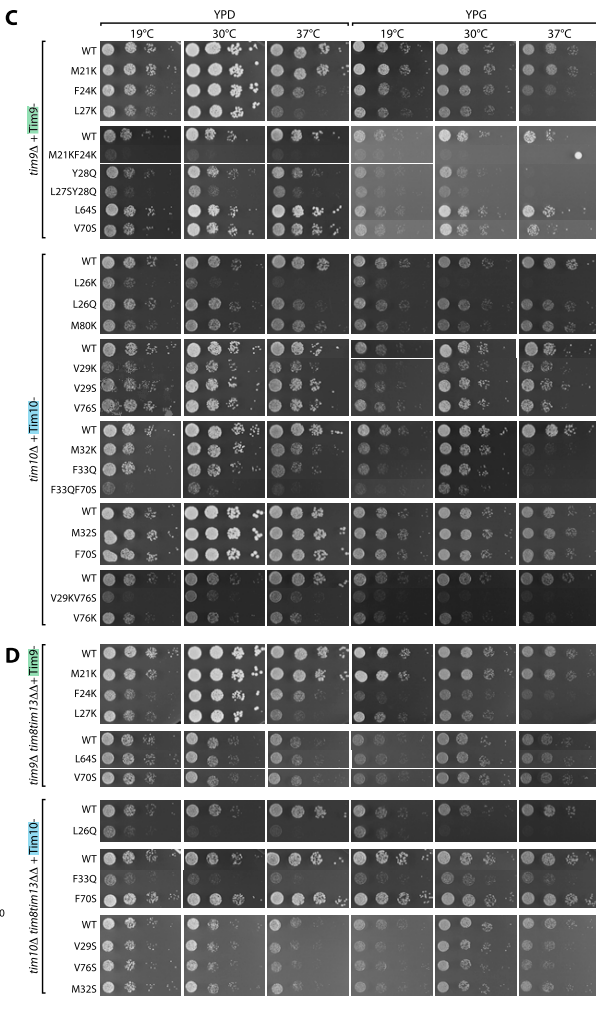 C
YPD YPG
19°C 30°C 37°C 19°C 30°C 37°C
tim9Δ + Tim9-
WT
M21K
F24K
L27K
WT
M21KF24K
Y28Q
L27SY28Q
L64S
V70S
tim10Δ + Tim10-
WT
L26K
L26Q
M80K
WT
V29K
V29S
V76S
WT
M32K
F33Q
F33QF70S
WT
M32S
F70S
WT
V29KV76S
V76K
D
tim9Δ tim8tim13ΔΔ+ Tim9-
WT
M21K
F24K
L27K
WT
L64S
V70S
tim10Δ tim8tim13ΔΔ + Tim10-
WT
L26Q
WT
F33Q
F70S
WT
V29S
V76S
M32S
0